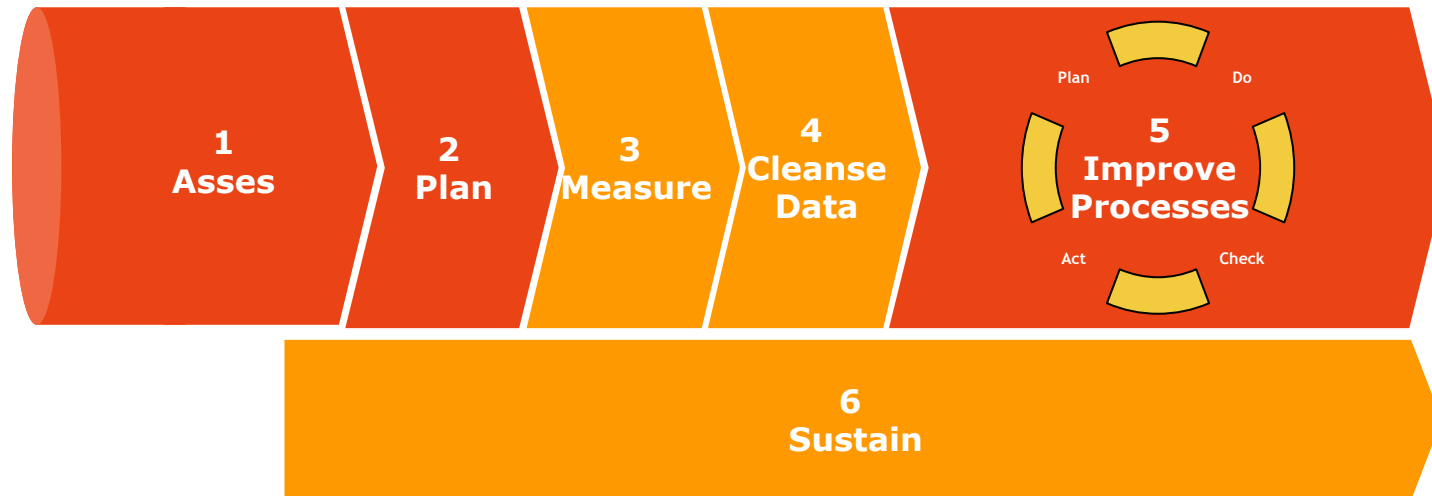 1
Asses
2
Plan
3
Measure
4
Cleanse
Data
Plan
Do
5
Improve
Processes
Act
Check
6
Sustain